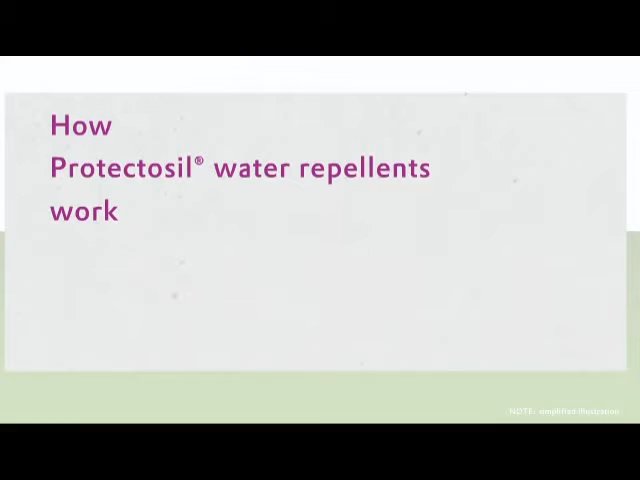 How
Protectosil® water repellents
work
NOTE: simplified illustration